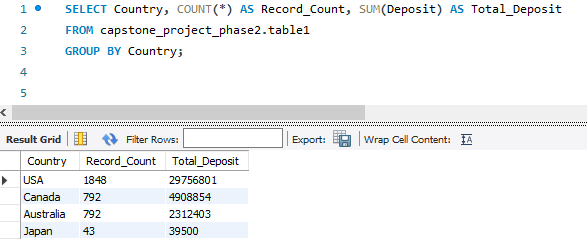 1 SELECT Country, COUNT(*) AS Record_Count, SUM(Deposit) AS Total_Deposit
2 FROM capstone_project_phase2.table1
3 GROUP BY Country;
4
5
Result Grid Filter Rows: Export: Wrap Cell Content:
Country Record_Count Total_Deposit
USA 1848 29756801
Canada 792 4908854
Australia 792 2312403
Japan 43 39500